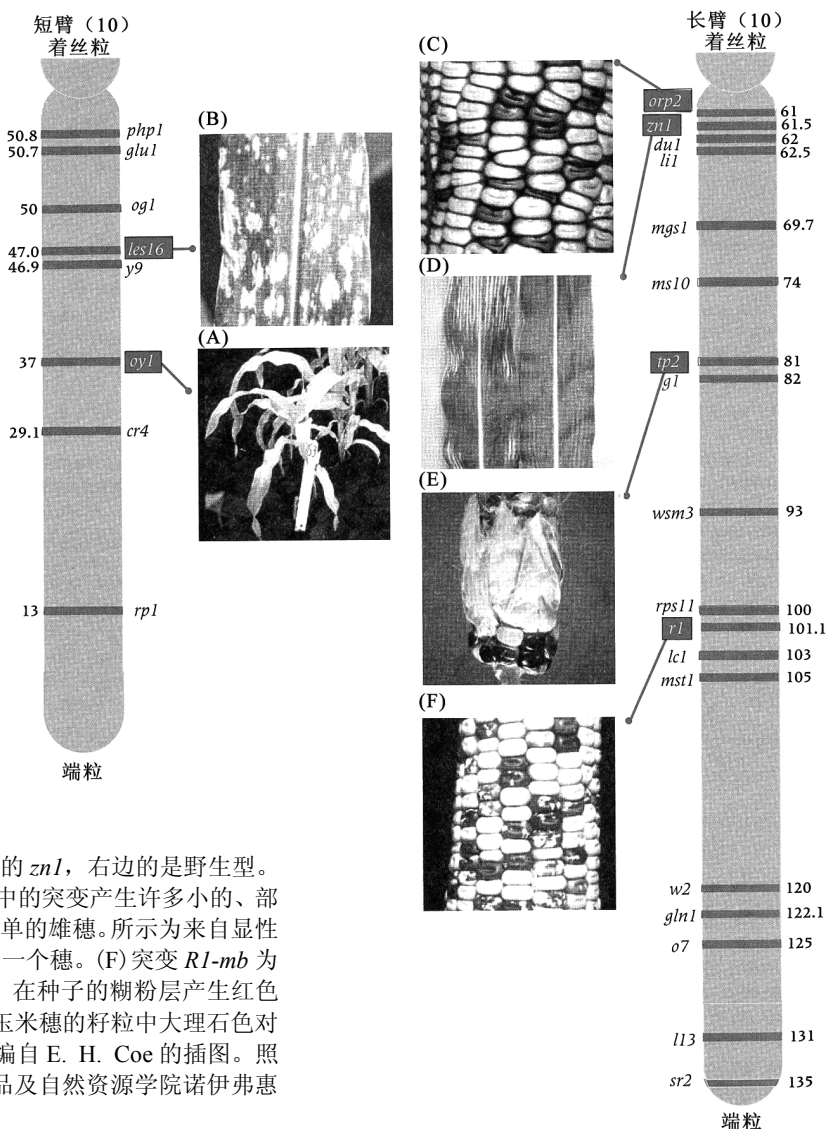 短臂（10）
着丝粒
50.8 php1
50.7 glu1
50 og1
47.0 les16
46.9 y9
37 oy1
29.1 cr4
13 rp1
端粒
(B)
(A)
(C)
(D)
(E)
(F)
长臂（10）
着丝粒
orp2 61
zn1 61.5
du1 62
li1 62.5
mgs1 69.7
ms10 74
tp2 81
g1 82
wsm3 93
rps11 100
r1 101.1
lc1 103
mst1 105
w2 120
gln1 122.1
o7 125
l13 131
sr2 135
端粒
的 zn1，右边的是野生型。
中的突变产生许多小的、部
单的雄穗。所示为来自显性
一个穗。(F) 突变 R1-mb 为
在种子的糊粉层产生红色
玉米穗的籽粒中大理石色对
编自 E. H. Coe 的插图。照
品及自然资源学院诺伊弗惠